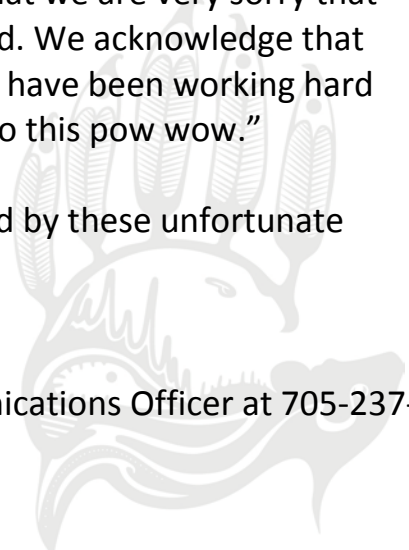 we are very sorry that
d. We acknowledge that
have been working hard
o this pow wow.”
d by these unfortunate
nications Officer at 705-237-